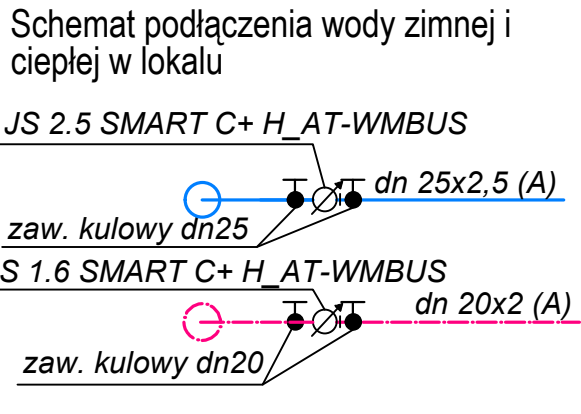 Schemat podłączenia wody zimnej i
ciepłej w lokalu
JS 2.5 SMART C+ H_AT-WMBUS
dn 25x2,5 (A)
zaw. kulowy dn25
S 1.6 SMART C+ H_AT-WMBUS
dn 20x2 (A)
zaw. kulowy dn20